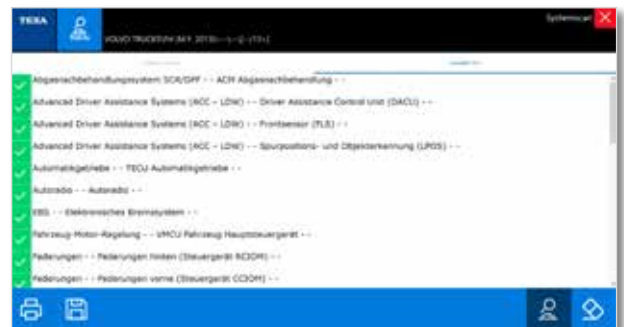 TEXA
Systemscan
VOLVO TRUCKS
Abgasnachbehandlungssystem SCR/DPF - - ACM Abgasnachbehandlung - -
Advanced Driver Assistance Systems (ACC - LDW) - - Driver Assistance Control Unit (DACU) - -
Advanced Driver Assistance Systems (ACC - LDW) - - Frontsensor (FLS) - -
Advanced Driver Assistance Systems (ACC - LDW) - - Spurpositions- und Objekterkennung (LPOS) - -
Automatikgetriebe - - TECU Automatikgetriebe - -
Autoradio - - Autoradio - -
EBS - - Elektronisches Bremssystem - -
Fahrzeug-Motor-Regelung - - VMCU Fahrzeug Hauptsteuergerät - -
Federungen - - Federungen hinten (Steuergerät RCIOM) - -
Federungen - - Federungen vorne (Steuergerät CCIOM) - -